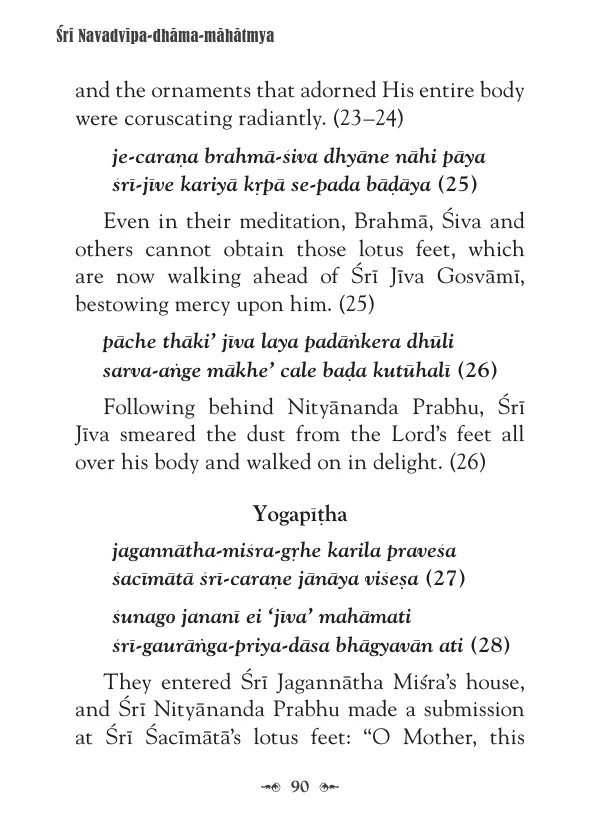 Śrī Navadvīpa-dhāma-māhātmya
and the ornaments that adorned His entire body
were coruscating radiantly. (23–24)
je-caraṇa brahmā-śiva dhyāne nāhi pāya
śrī-jīve kariyā kṛpā se-pada bāḍāya (25)
Even in their meditation, Brahmā, Śiva and
others cannot obtain those lotus feet, which
are now walking ahead of Śrī Jīva Gosvāmī,
bestowing mercy upon him. (25)
pāche thāki’ jīva laya padāṅkera dhūli
sarva-aṅge mākhe’ cale baḍa kutūhalī (26)
Following behind Nityānanda Prabhu, Śrī
Jīva smeared the dust from the Lord’s feet all
over his body and walked on in delight. (26)
Yogapīṭha
jagannātha-miśra-gṛhe karila praveśa
śacīmātā śrī-caraṇe jānāya viśeṣa (27)
śunago jananī ei ‘jīva’ mahāmati
śrī-gaurāṅga-priya-dāsa bhāgyavān ati (28)
They entered Śrī Jagannātha Miśra’s house,
and Śrī Nityānanda Prabhu made a submission
at Śrī Śacīmātā’s lotus feet: “O Mother, this
90